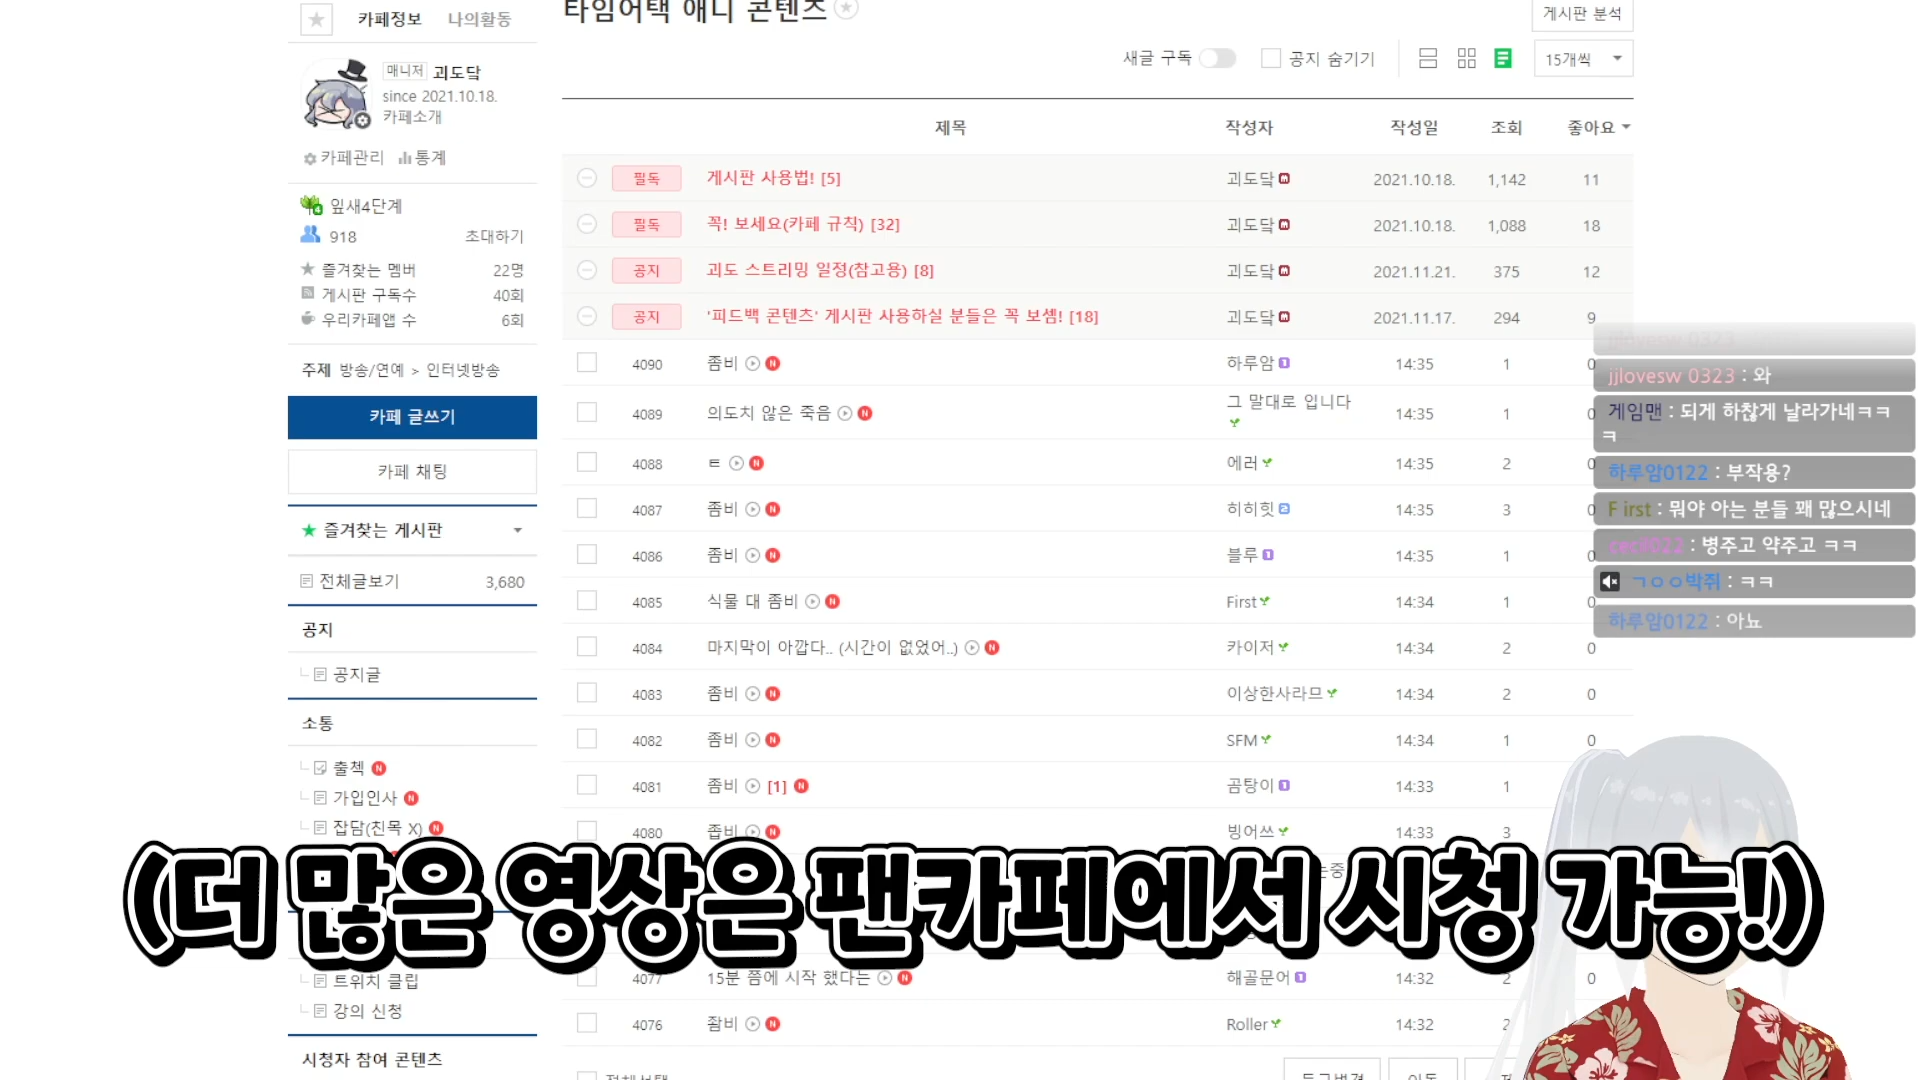 카페정보 나의활동
매니저 괴도닼
since 2021.10.18.
카페소개
카페관리 통계
잎새4단계
918 초대하기
즐겨찾는 멤버 22명
게시판 구독수 40회
우리카페앱 수 6회
주제 방송/연예 > 인터넷방송
카페 글쓰기
카페 채팅
즐겨찾는 게시판
전체글보기 3,680
공지
공지글
소통
출첵 N
가입인사 N
잡담(친목 X) N
트위치 클립
강의 신청
시청자 참여 콘텐츠
타임어택 애니 콘텐츠
게시판 분석
새글 구독 공지 숨기기 15개씩
제목 작성자 작성일 조회 좋아요
필독 게시판 사용법! [5] 괴도닼 2021.10.18. 1,142 11
필독 꼭! 보세요(카페 규칙) [32] 괴도닼 2021.10.18. 1,088 18
공지 괴도 스트리밍 일정(참고용) [8] 괴도닼 2021.11.21. 375 12
공지 '피드백 콘텐츠' 게시판 사용하실 분들은 꼭 보셈! [18] 괴도닼 2021.11.17. 294 9
4090 좀비 N 하루암 14:35 1 0
4089 의도치 않은 죽음 N 그 말대로 입니다 14:35 1 0
4088 ㅌ N 에러 14:35 2 0
4087 좀비 N 히히힛 14:35 3 0
4086 좀비 N 블루 14:35 1 0
4085 식물 대 좀비 N First 14:34 1 0
4084 마지막이 아깝다.. (시간이 없었어..) N 카이저 14:34 2 0
4083 좀비 N 이상한사라므 14:34 2 0
4082 좀비 N SFM 14:34 1 0
4081 좀비 [1] N 곰탕이 14:33 1
4080 좁비 N 빙어쓰 14:33 3
4077 15분 쯤에 시작 했다는 N 해골문어 14:32 2 0
4076 좜비 N Roller 14:32 2
jjlovesw 0323 : 와
게임맨 : 되게 하찮게 날라가네ㅋㅋ
ㅋ
하루암0122 : 부작용?
F irst : 뭐야 아는 분들 꽤 많으시네
: 병주고 약주고 ㅋㅋ
ㄱㅇㅇ박쥐 : ㅋㅋ
하루암0122 : 아뇨
(더 많은 영상은 팬카페에서 시청 가능!)